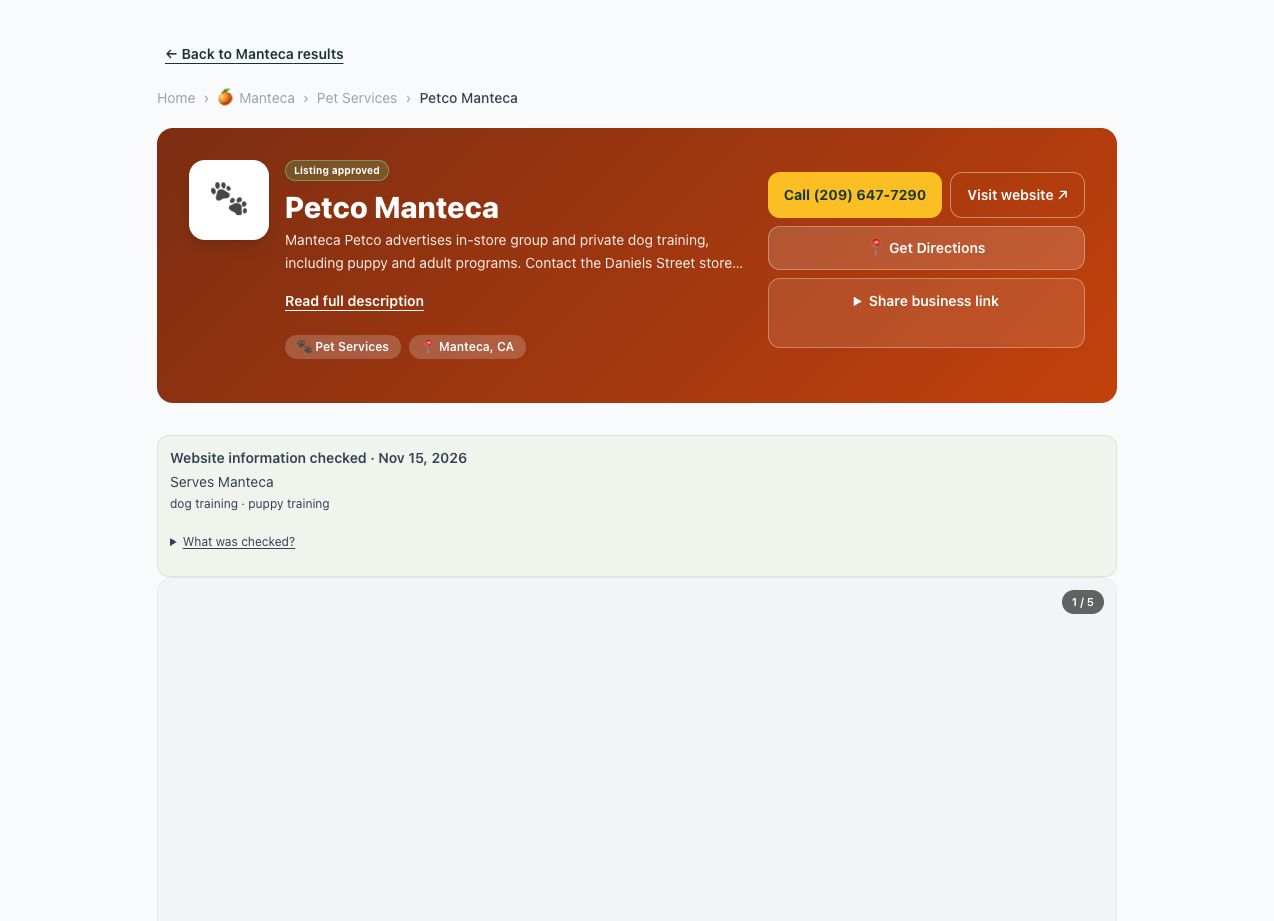 ← Back to Manteca results
Home › 🍊 Manteca › Pet Services › Petco Manteca
Listing approved
Petco Manteca
Manteca Petco advertises in-store group and private dog training,
including puppy and adult programs. Contact the Daniels Street store...
Read full description
🐾 Pet Services 📍 Manteca, CA
Call (209) 647-7290
Visit website ↗
📍 Get Directions
▶ Share business link
Website information checked · Nov 15, 2026
Serves Manteca
dog training · puppy training
▶ What was checked?
1 / 5